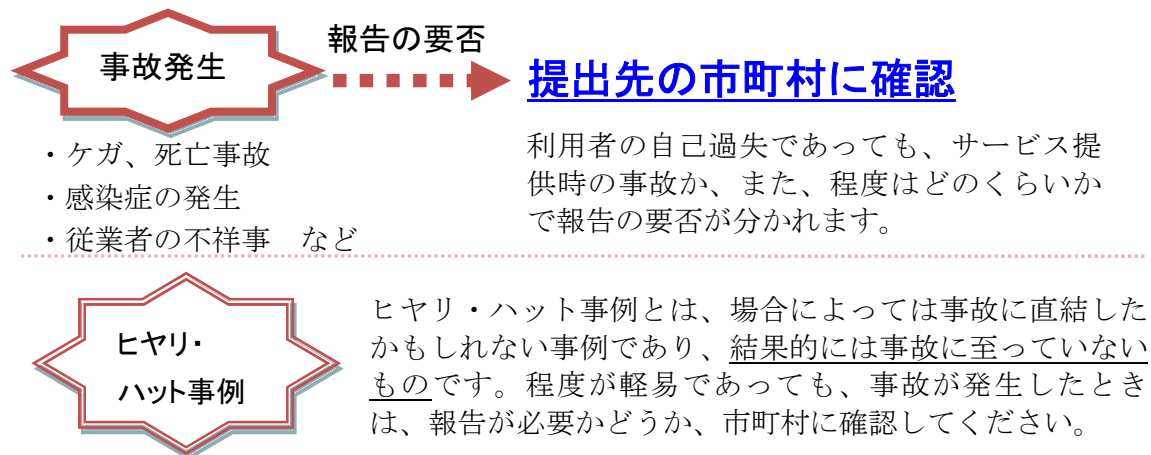 事故発生
報告の要否
提出先の市町村に確認
・ケガ、死亡事故
・感染症の発生
・従業者の不祥事　など
利用者の自己過失であっても、サービス提
供時の事故か、また、程度はどのくらいか
で報告の要否が分かれます。
ヒヤリ・
ハット事例
ヒヤリ・ハット事例とは、場合によっては事故に直結した
かもしれない事例であり、結果的には事故に至っていない
ものです。程度が軽易であっても、事故が発生したとき
は、報告が必要かどうか、市町村に確認してください。